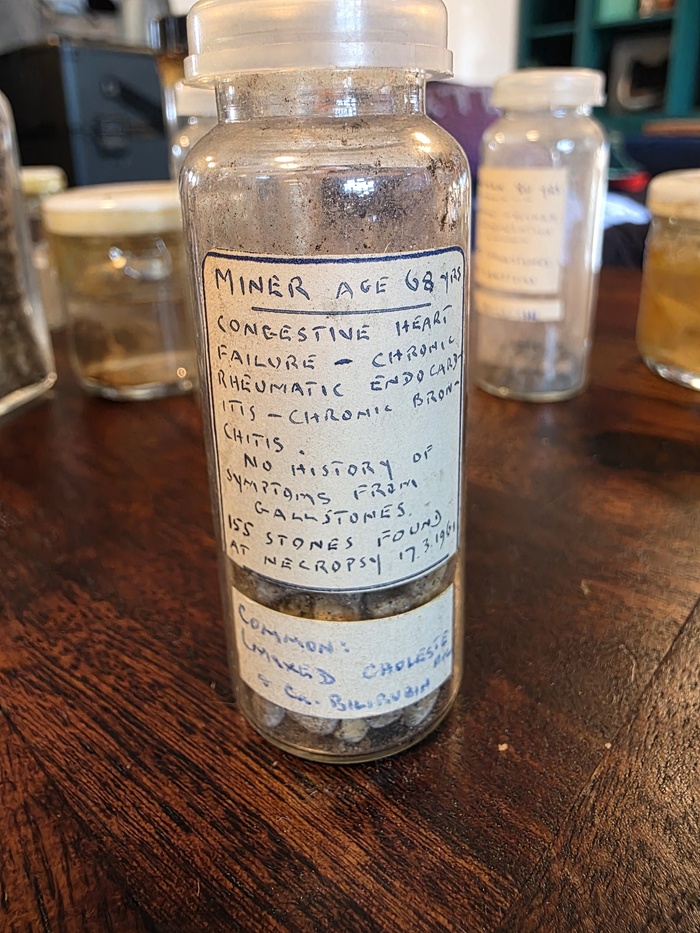 MINER AGE 68 YRS
CONGESTIVE HEART
FAILURE - CHRONIC
RHEUMATIC ENDOCARD-
ITIS - CHRONIC BRON-
CHITIS.
NO HISTORY OF
SYMPTOMS FROM
GALLSTONES.
155 STONES FOUND
AT NECROPSY 17.3.1961
COMMON:
(MIXED CHOLESTE
& Ca. BILIRUBIN